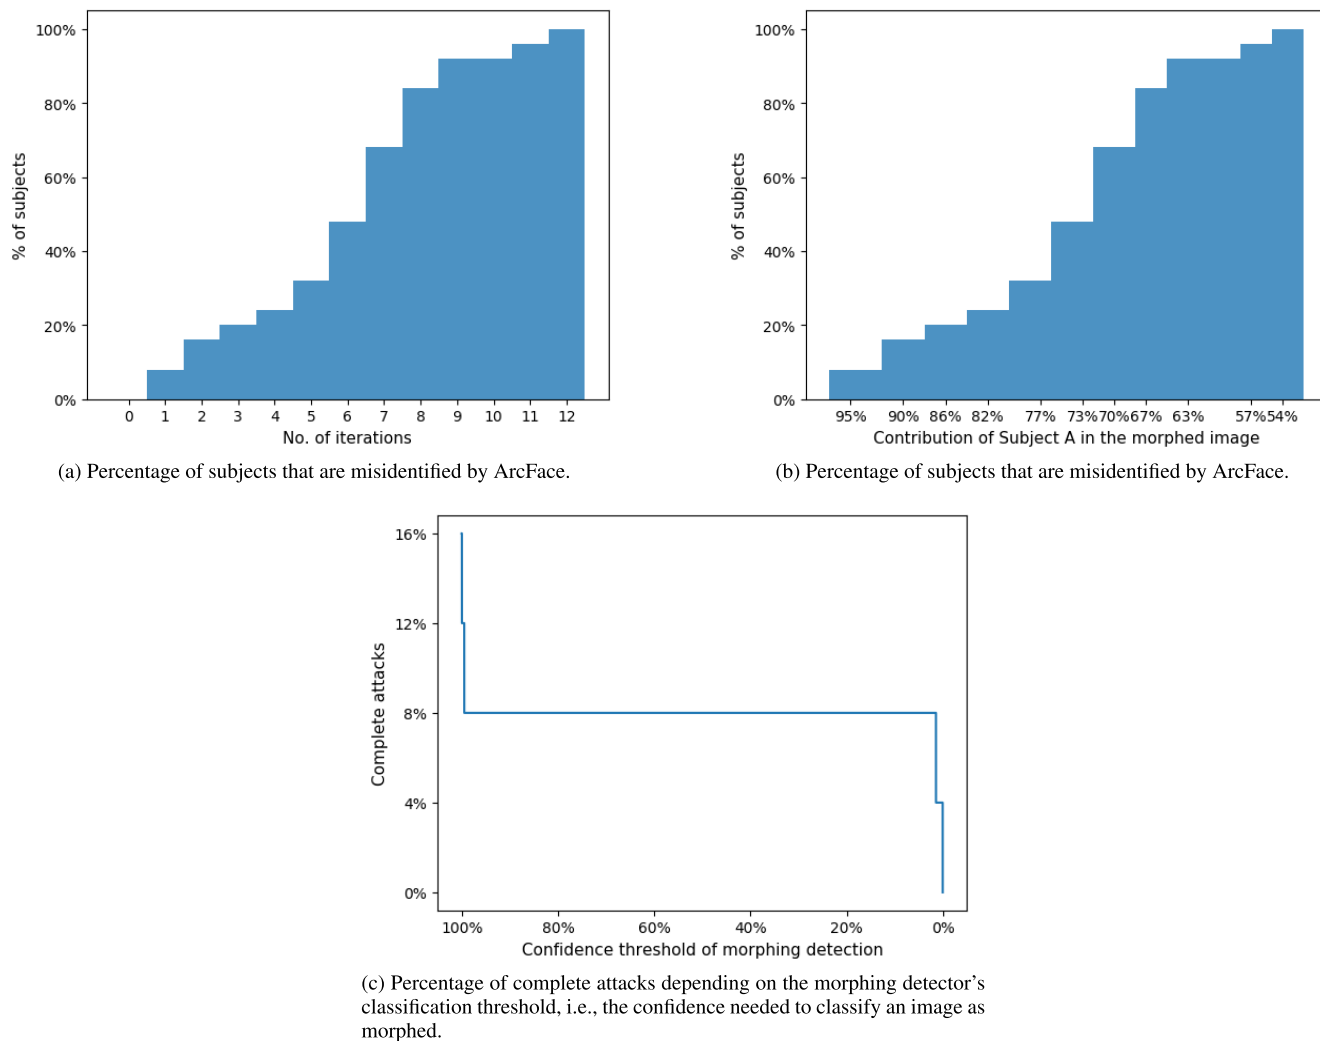 100%
80%
60%
40%
20%
0%
% of subjects
0 1 2 3 4 5 6 7 8 9 10 11 12
No. of iterations
(a) Percentage of subjects that are misidentified by ArcFace.
100%
80%
60%
40%
20%
0%
% of subjects
95% 90% 86% 82% 77% 73% 70% 67% 63% 57% 54%
Contribution of Subject A in the morphed image
(b) Percentage of subjects that are misidentified by ArcFace.
16%
12%
8%
4%
0%
Complete attacks
100% 80% 60% 40% 20% 0%
Confidence threshold of morphing detection
(c) Percentage of complete attacks depending on the morphing detector's
classification threshold, i.e., the confidence needed to classify an image as
morphed.